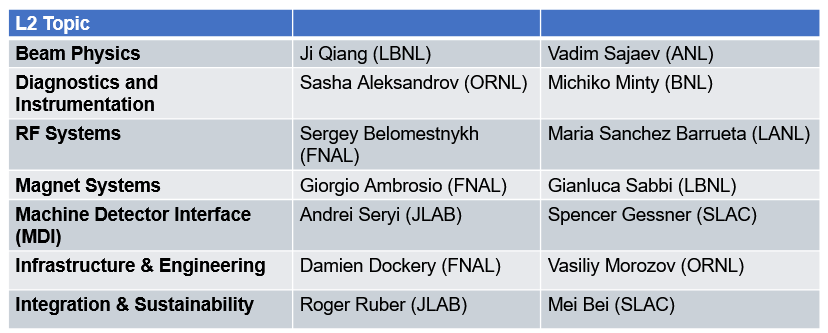 L2 Topic
Beam Physics Ji Qiang (LBNL) Vadim Sajaev (ANL)
Diagnostics and Sasha Aleksandrov (ORNL) Michiko Minty (BNL)
Instrumentation
RF Systems Sergey Belomestnykh Maria Sanchez Barrueta (LANL)
(FNAL)
Magnet Systems Giorgio Ambrosio (FNAL) Gianluca Sabbi (LBNL)
Machine Detector Interface Andrei Seryi (JLAB) Spencer Gessner (SLAC)
(MDI)
Infrastructure & Engineering Damien Dockery (FNAL) Vasiliy Morozov (ORNL)
Integration & Sustainability Roger Ruber (JLAB) Mei Bei (SLAC)